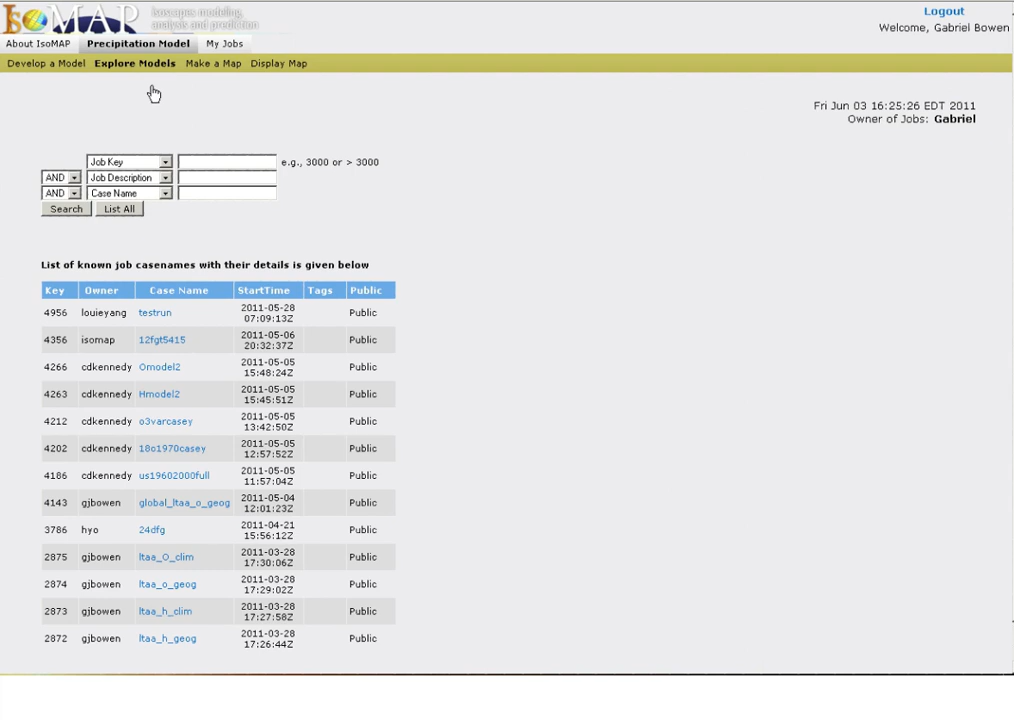 IsoMAP Isoscapes modeling, analysis and prediction
Logout
Welcome, Gabriel Bowen
About IsoMAP Precipitation Model My Jobs
Develop a Model Explore Models Make a Map Display Map
Fri Jun 03 16:25:26 EDT 2011
Owner of Jobs: Gabriel
Job Key e.g., 3000 or > 3000
AND Job Description
AND Case Name
Search List All
List of known job casenames with their details is given below
Key Owner Case Name StartTime Tags Public
4956 louieyang testrun 2011-05-28 07:09:13Z Public
4356 isomap 12fgt5415 2011-05-06 20:32:37Z Public
4266 cdkennedy Omodel2 2011-05-05 15:48:24Z Public
4263 cdkennedy Hmodel2 2011-05-05 15:45:51Z Public
4212 cdkennedy o3varcasey 2011-05-05 13:42:50Z Public
4202 cdkennedy 18o1970casey 2011-05-05 12:57:52Z Public
4186 cdkennedy us19602000full 2011-05-05 11:57:04Z Public
4143 gjbowen global_ltaa_o_geog 2011-05-04 12:01:23Z Public
3786 hyo 24dfg 2011-04-21 15:56:12Z Public
2875 gjbowen ltaa_O_clim 2011-03-28 17:30:06Z Public
2874 gjbowen ltaa_o_geog 2011-03-28 17:29:02Z Public
2873 gjbowen ltaa_h_clim 2011-03-28 17:27:58Z Public
2872 gjbowen ltaa_h_geog 2011-03-28 17:26:44Z Public